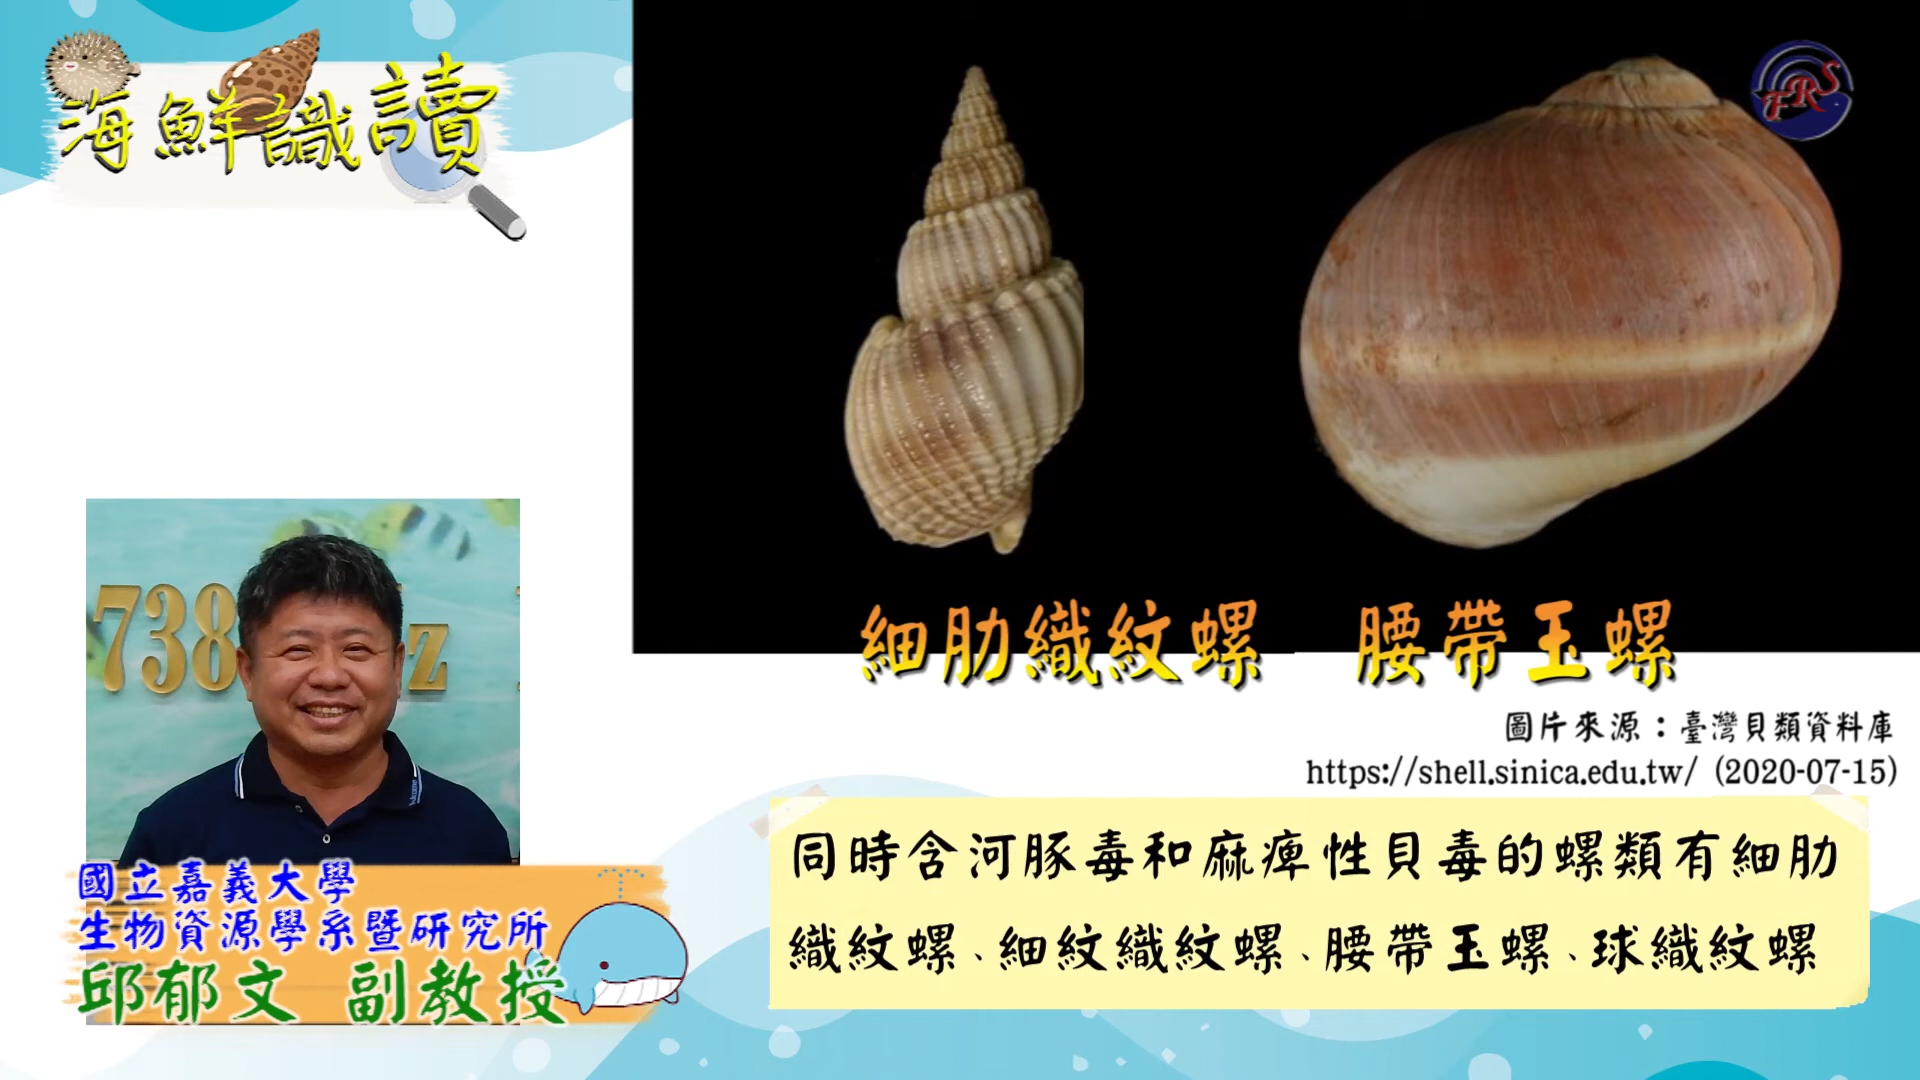 海鮮識讀
FRS
細肋織紋螺 腰帶玉螺
圖片來源：臺灣貝類資料庫
https://shell.sinica.edu.tw/ (2020-07-15)
738
z
國立嘉義大學
生物資源學系暨研究所
邱郁文 副教授
同時含河豚毒和麻痺性貝毒的螺類有細肋
織紋螺、細紋織紋螺、腰帶玉螺、球織紋螺